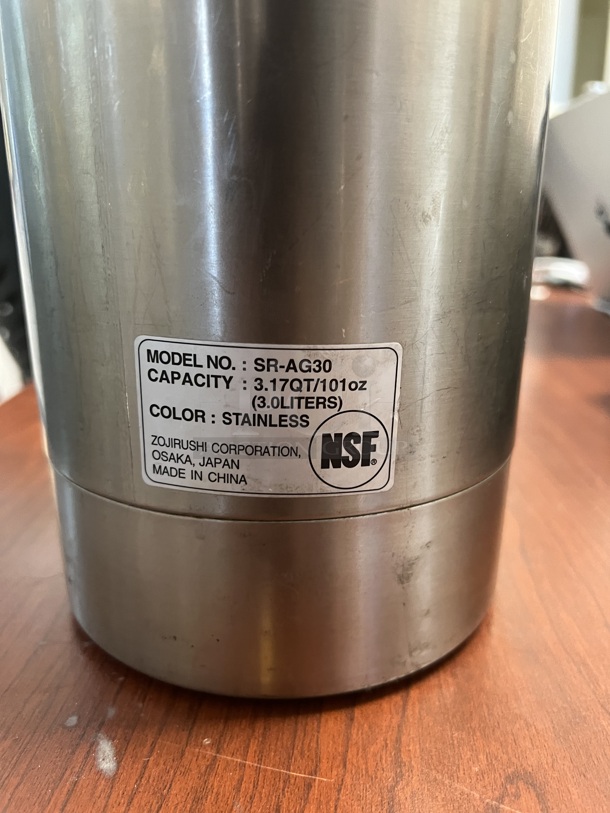 MODEL NO. : SR-AG30
CAPACITY : 3.17QT/101oz
(3.0LITERS)
COLOR : STAINLESS
ZOJIRUSHI CORPORATION,
OSAKA, JAPAN
MADE IN CHINA
NSF®